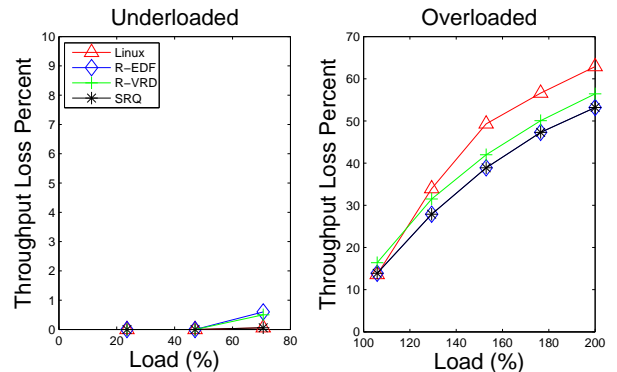 Underloaded
Throughput Loss Percent
10
9
8
7
6
5
4
3
2
1
0
Linux
R-EDF
R-VRD
SRQ
0 20 40 60 80
Load (%)
Overloaded
Throughput Loss Percent
70
60
50
40
30
20
10
0
100 120 140 160 180 200
Load (%)